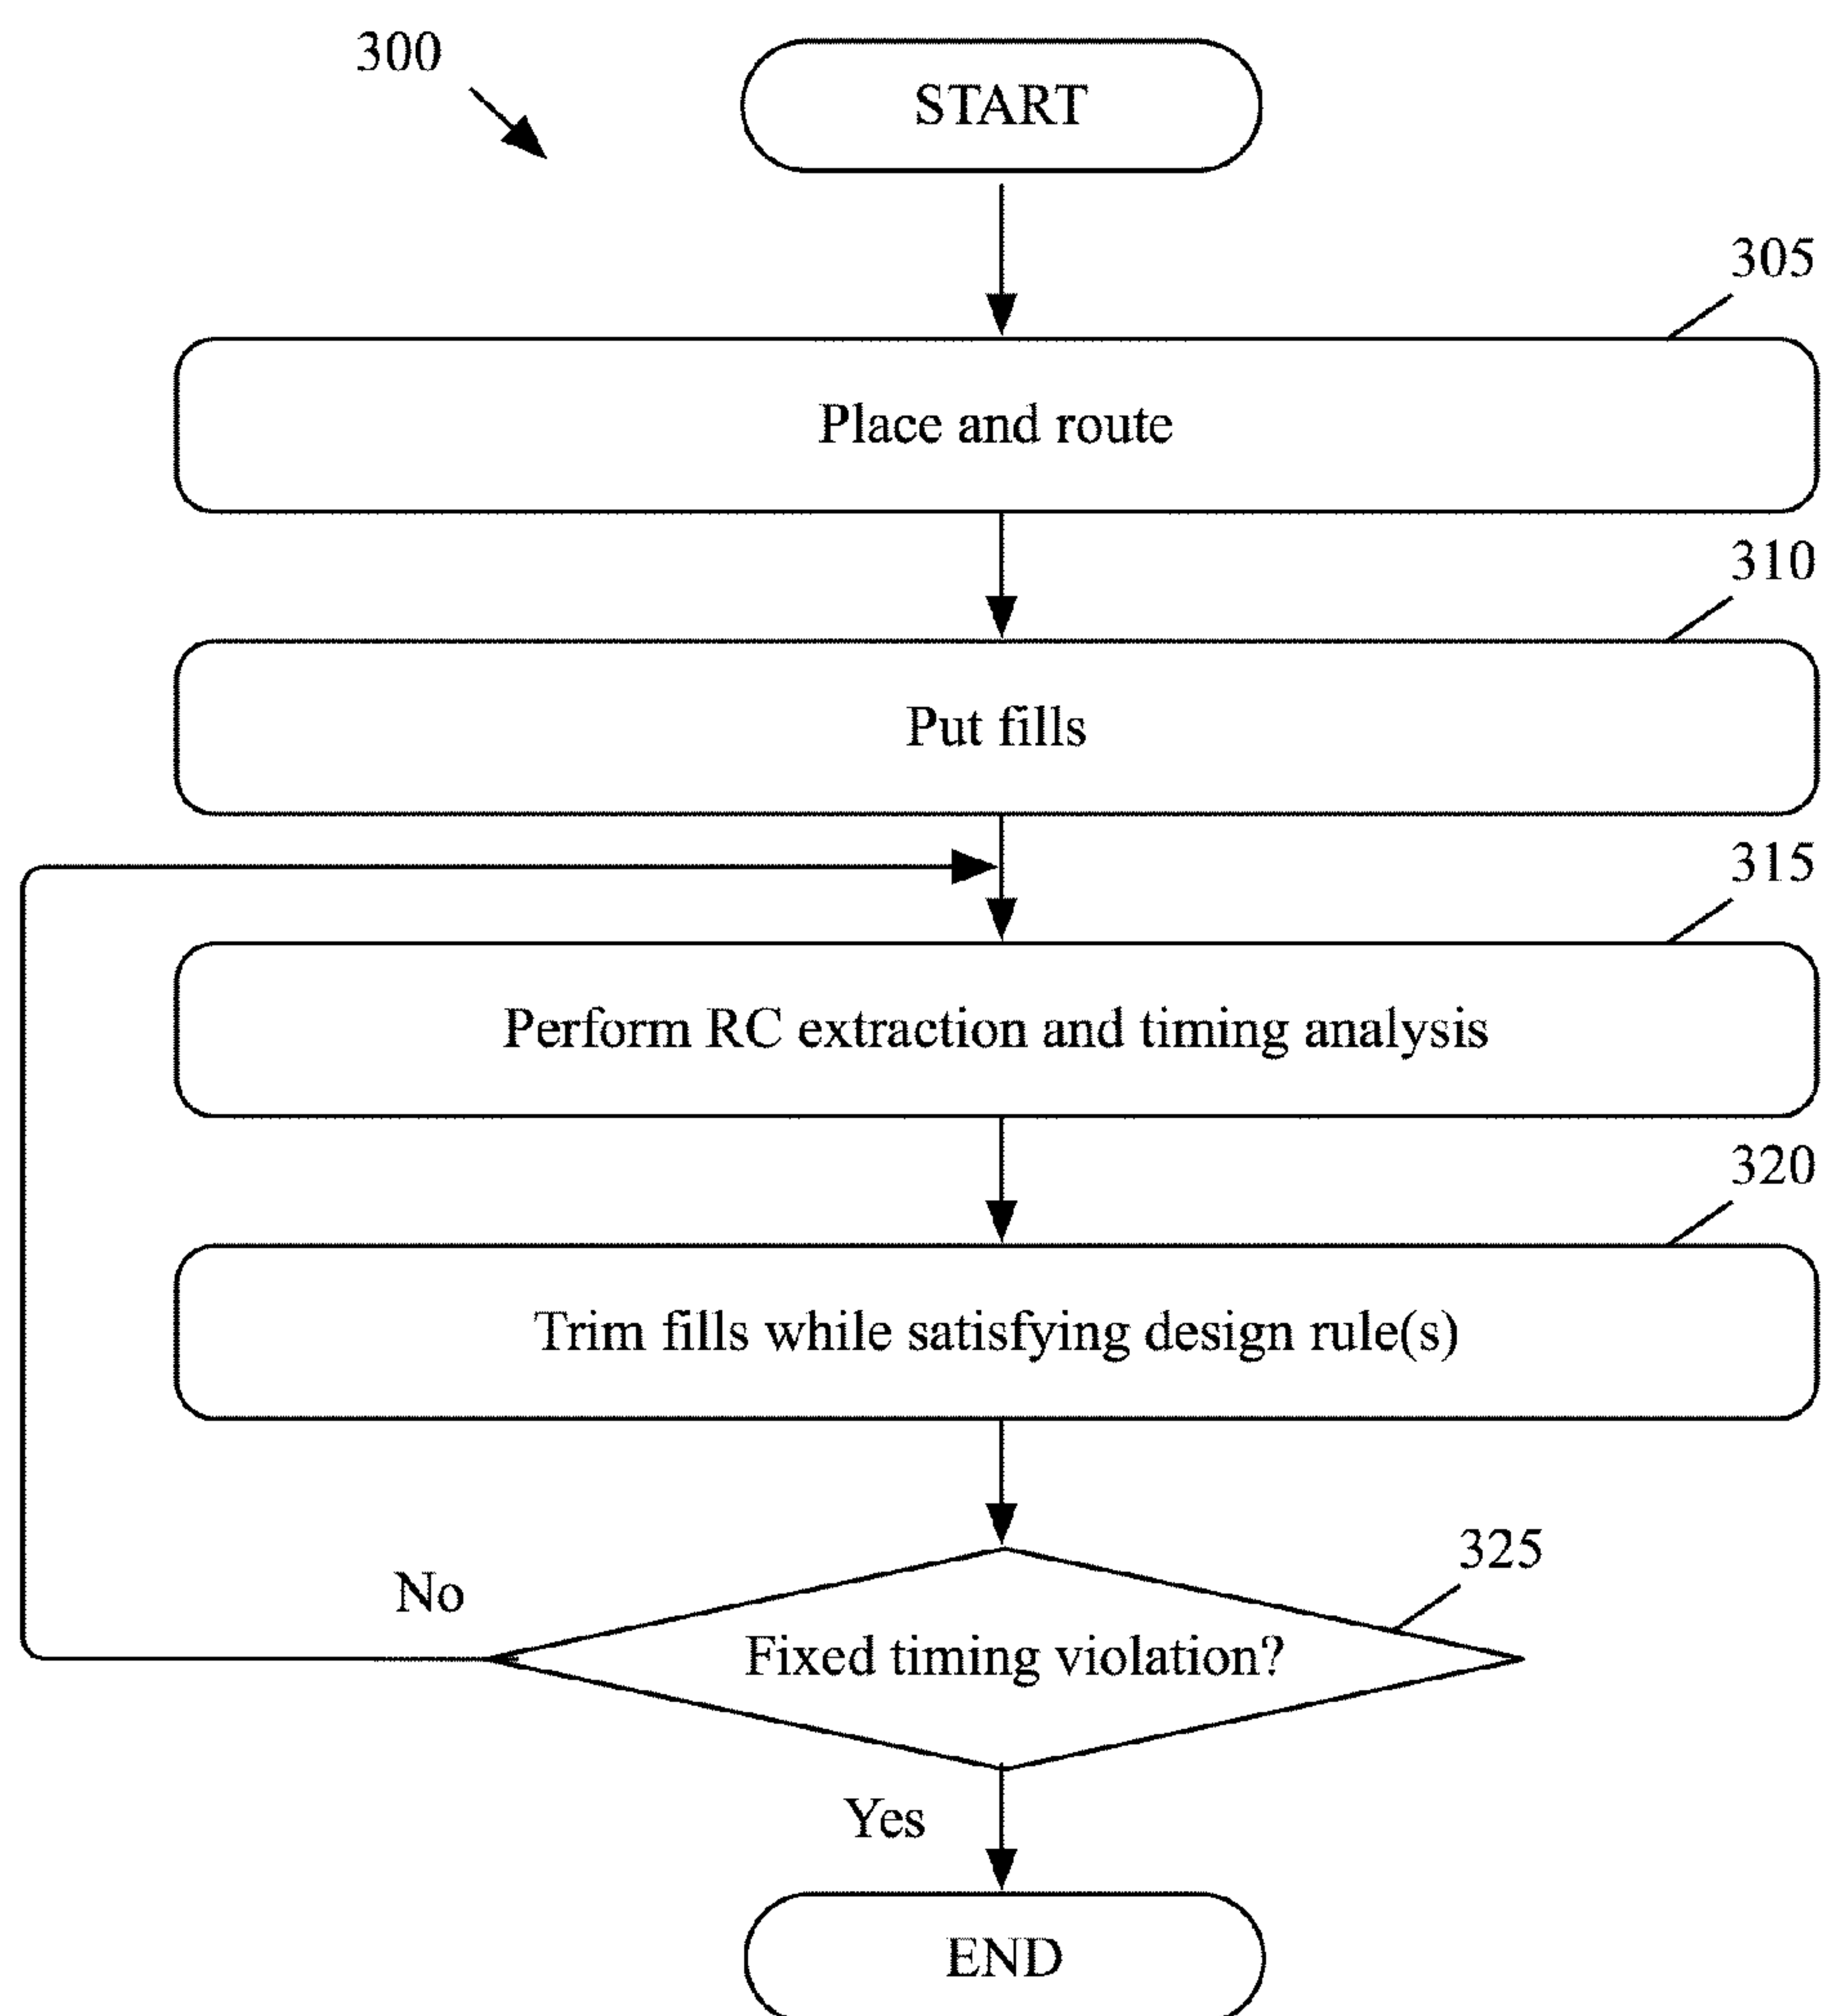 300
START
305
Place and route
310
Put fills
315
Perform RC extraction and timing analysis
320
Trim fills while satisfying design rule(s)
325
No
Fixed timing violation?
Yes
END